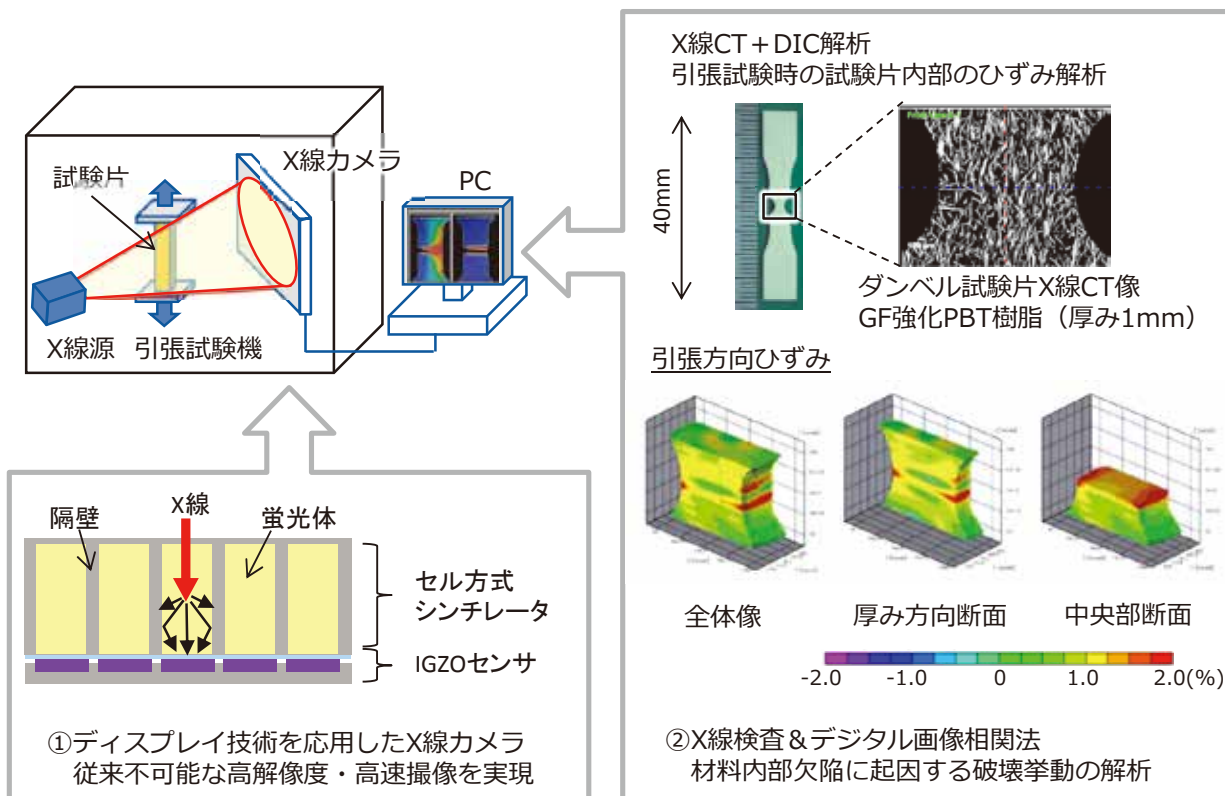 X線カメラ
試験片
PC
X線源
引張試験機
X線
隔壁
蛍光体
セル方式
シンチレータ
IGZOセンサ
①ディスプレイ技術を応用したX線カメラ
従来不可能な高解像度・高速撮像を実現
X線CT＋DIC解析
引張試験時の試験片内部のひずみ解析
40mm
ダンベル試験片X線CT像
GF強化PBT樹脂（厚み1mm）
引張方向ひずみ
全体像
厚み方向断面
中央部断面
-2.0 -1.0 0 1.0 2.0(%)
②X線検査＆デジタル画像相関法
材料内部欠陥に起因する破壊挙動の解析